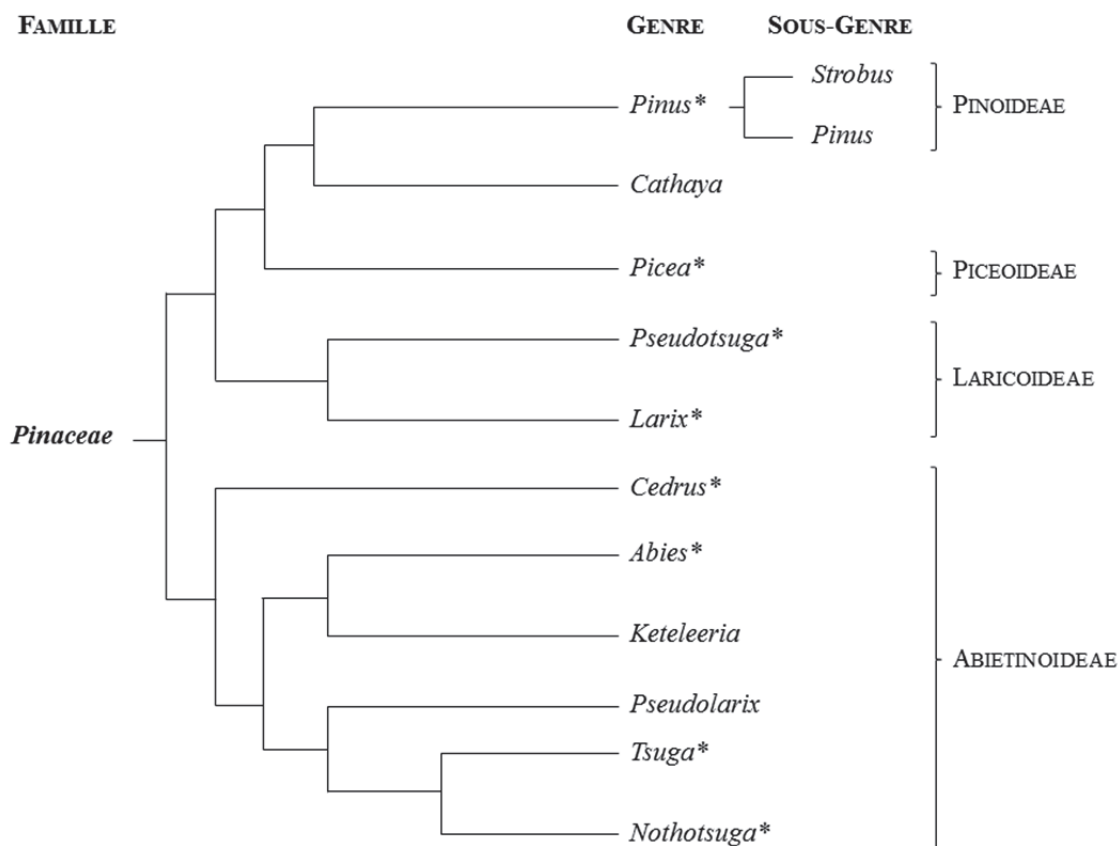 FAMILLE GENRE SOUS-GENRE
Strobus
Pinus* PINOIDEAE
Pinus
Cathaya
Picea* PICEOIDEAE
Pseudotsuga*
LARICOIDEAE
Larix*
Pinaceae
Cedrus*
Abies*
Keteleeria
ABIETINOIDEAE
Pseudolarix
Tsuga*
Nothotsuga*